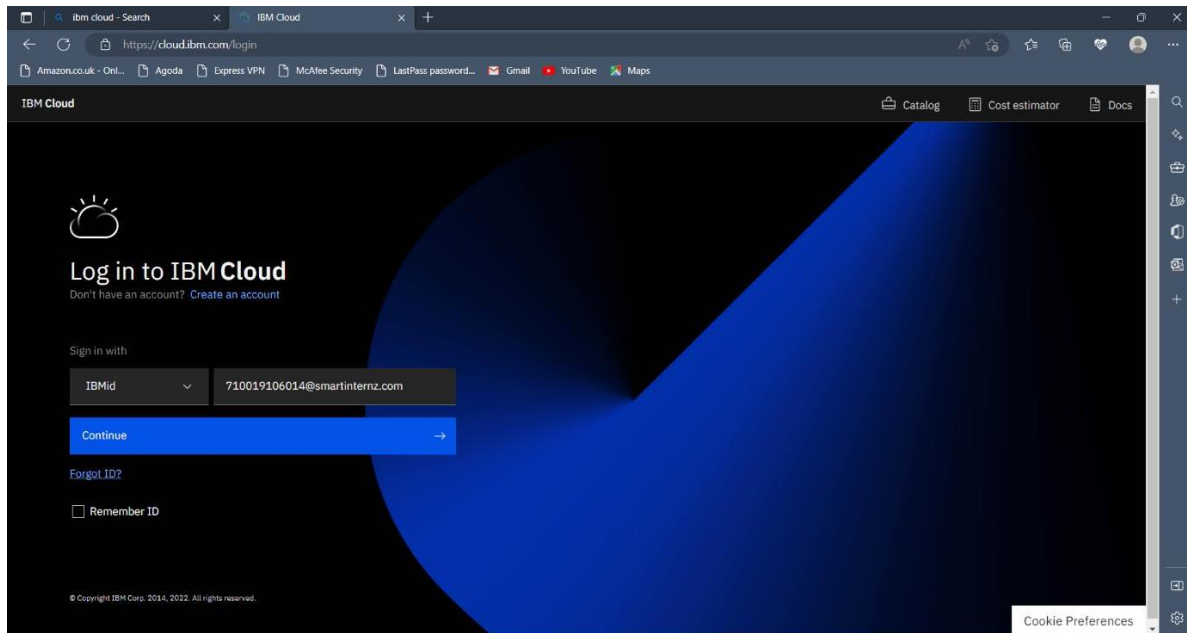 ibm cloud - Search
IBM Cloud
https://cloud.ibm.com/login
Amazon.co.uk - Onl... Agoda Express VPN McAfee Security LastPass password... Gmail YouTube Maps
IBM Cloud Catalog Cost estimator Docs
Log in to IBM Cloud
Don't have an account? Create an account
Sign in with
IBMid 710019106014@smartinternz.com
Continue
Forgot ID?
Remember ID
© Copyright IBM Corp. 2014, 2022. All rights reserved.
Cookie Preferences